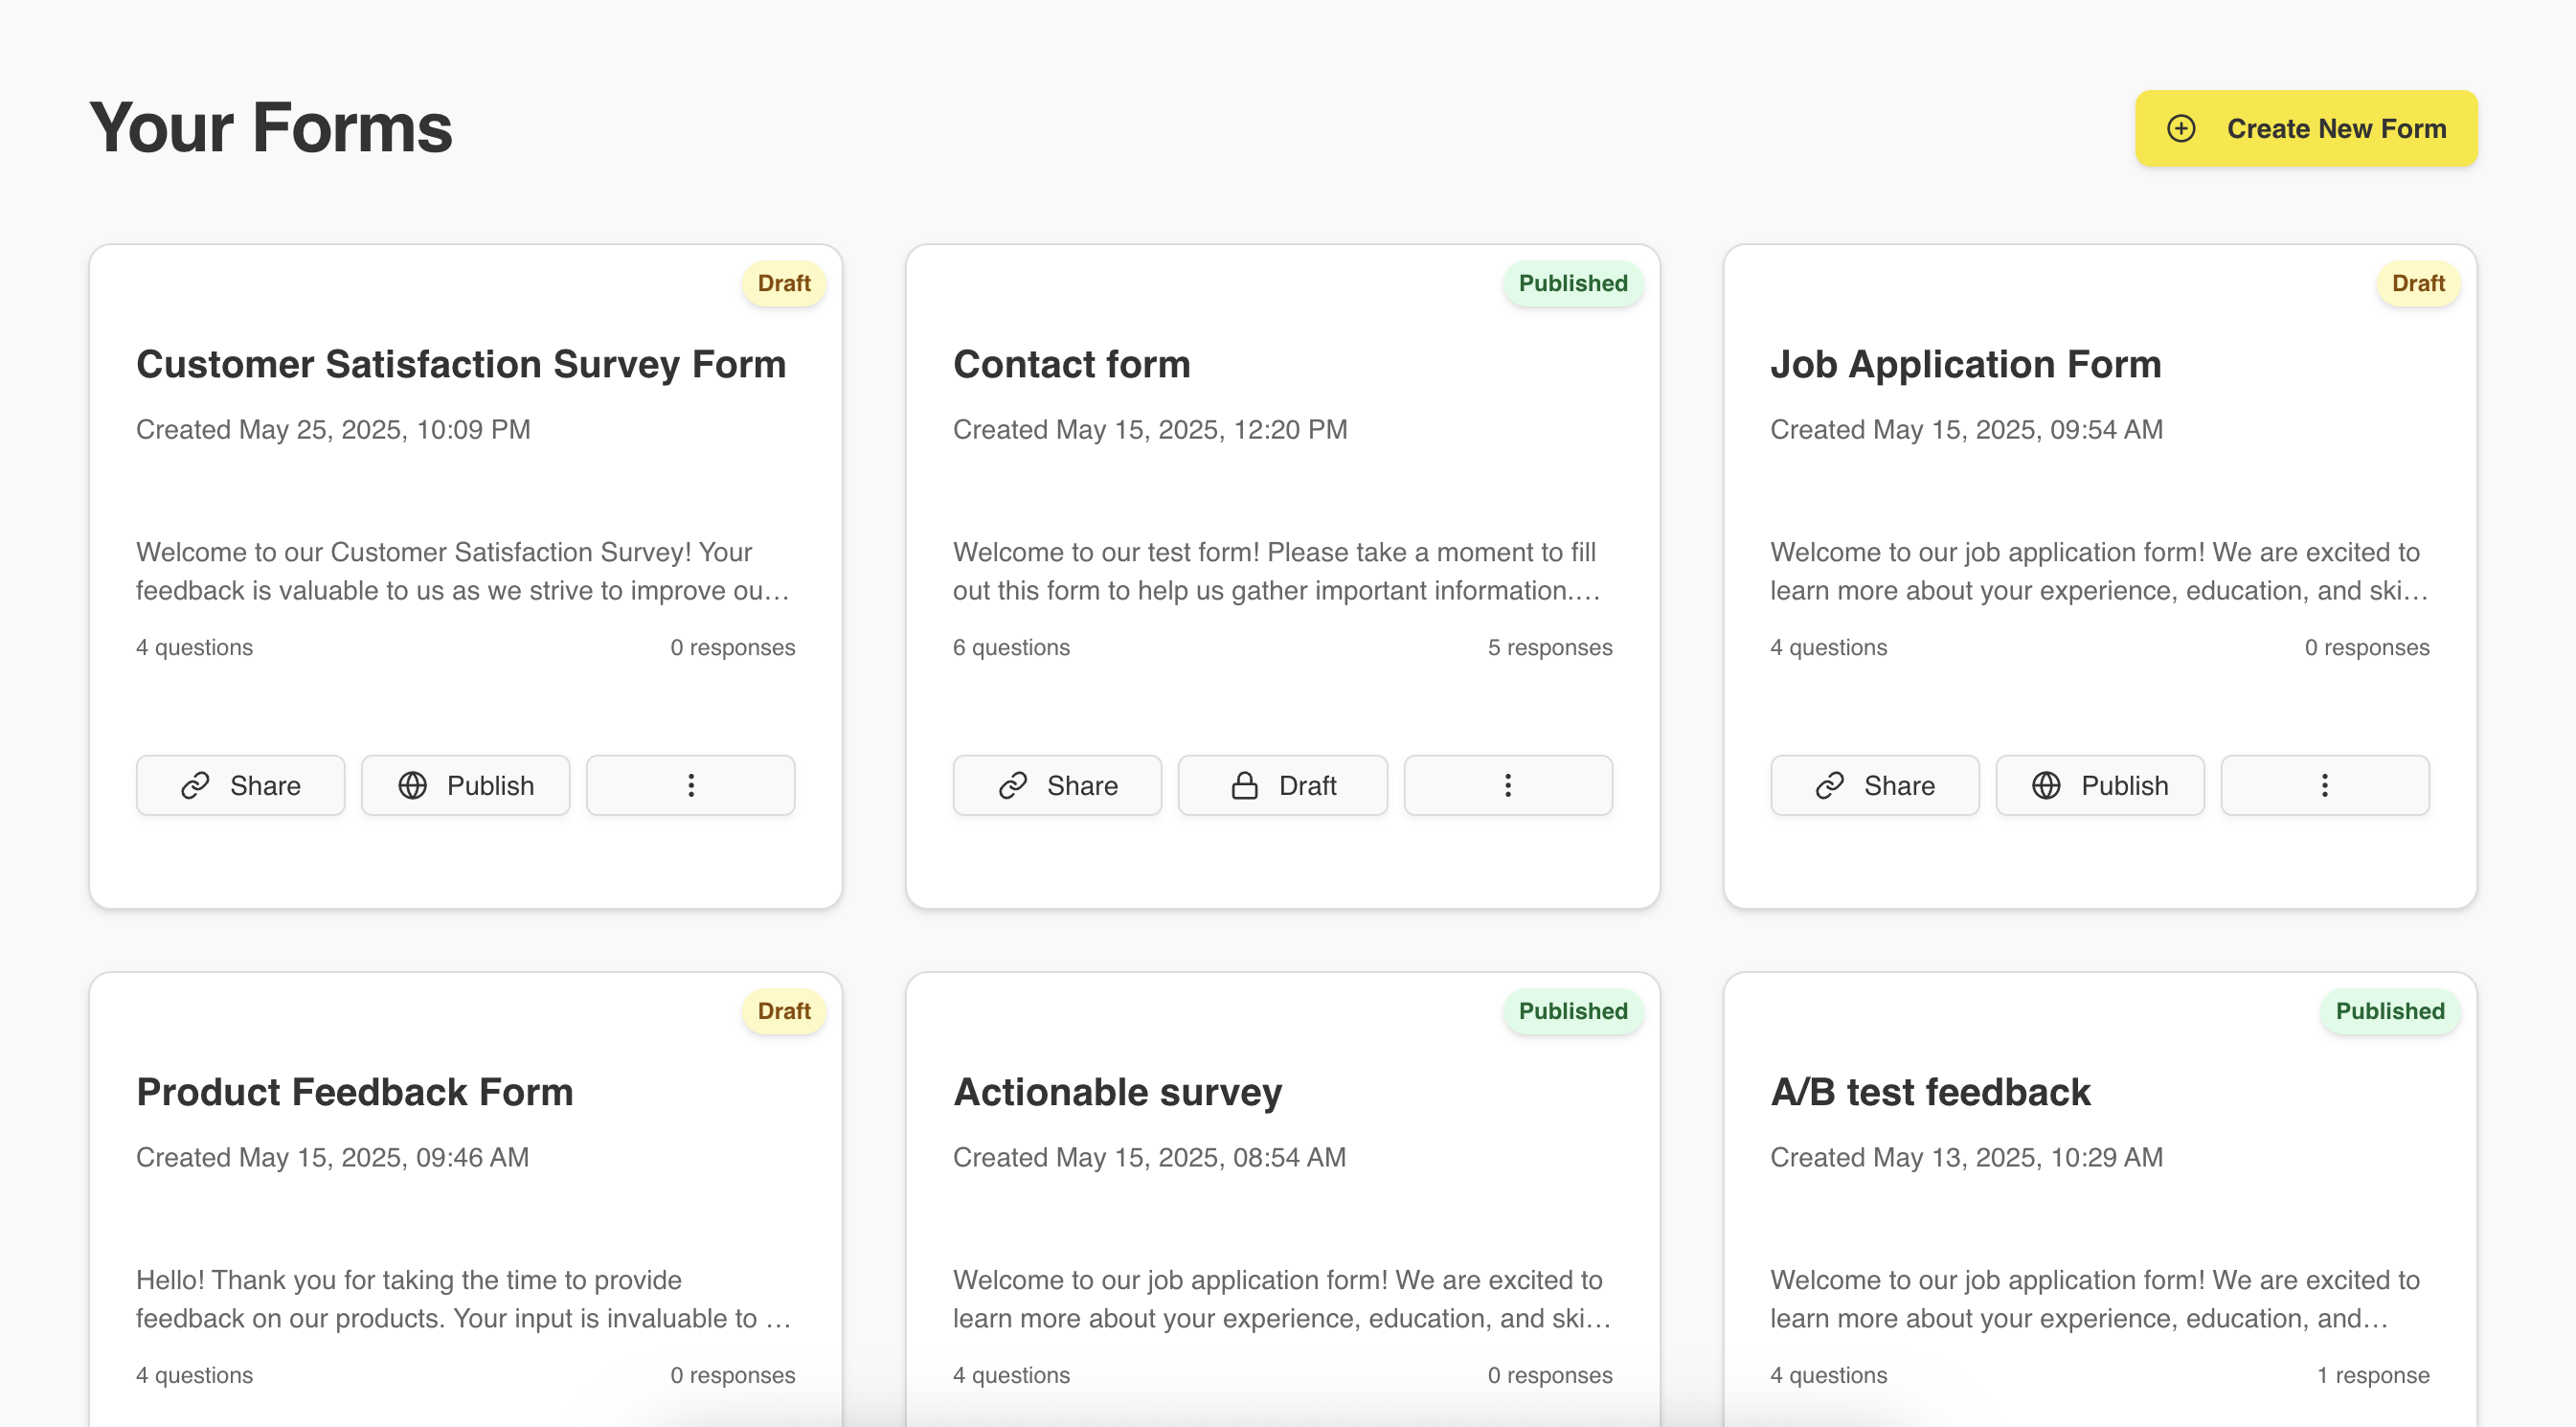 Your Forms
Create New Form
Draft
Customer Satisfaction Survey Form
Created May 25, 2025, 10:09 PM
Welcome to our Customer Satisfaction Survey! Your
feedback is valuable to us as we strive to improve ou…
4 questions
0 responses
Share
Publish
Published
Contact form
Created May 15, 2025, 12:20 PM
Welcome to our test form! Please take a moment to fill
out this form to help us gather important information.…
6 questions
5 responses
Share
Draft
Draft
Job Application Form
Created May 15, 2025, 09:54 AM
Welcome to our job application form! We are excited to
learn more about your experience, education, and ski…
4 questions
0 responses
Share
Publish
Draft
Product Feedback Form
Created May 15, 2025, 09:46 AM
Hello! Thank you for taking the time to provide
feedback on our products. Your input is invaluable to …
4 questions
0 responses
Published
Actionable survey
Created May 15, 2025, 08:54 AM
Welcome to our job application form! We are excited to
learn more about your experience, education, and ski…
4 questions
0 responses
Published
A/B test feedback
Created May 13, 2025, 10:29 AM
Welcome to our job application form! We are excited to
learn more about your experience, education, and…
4 questions
1 response